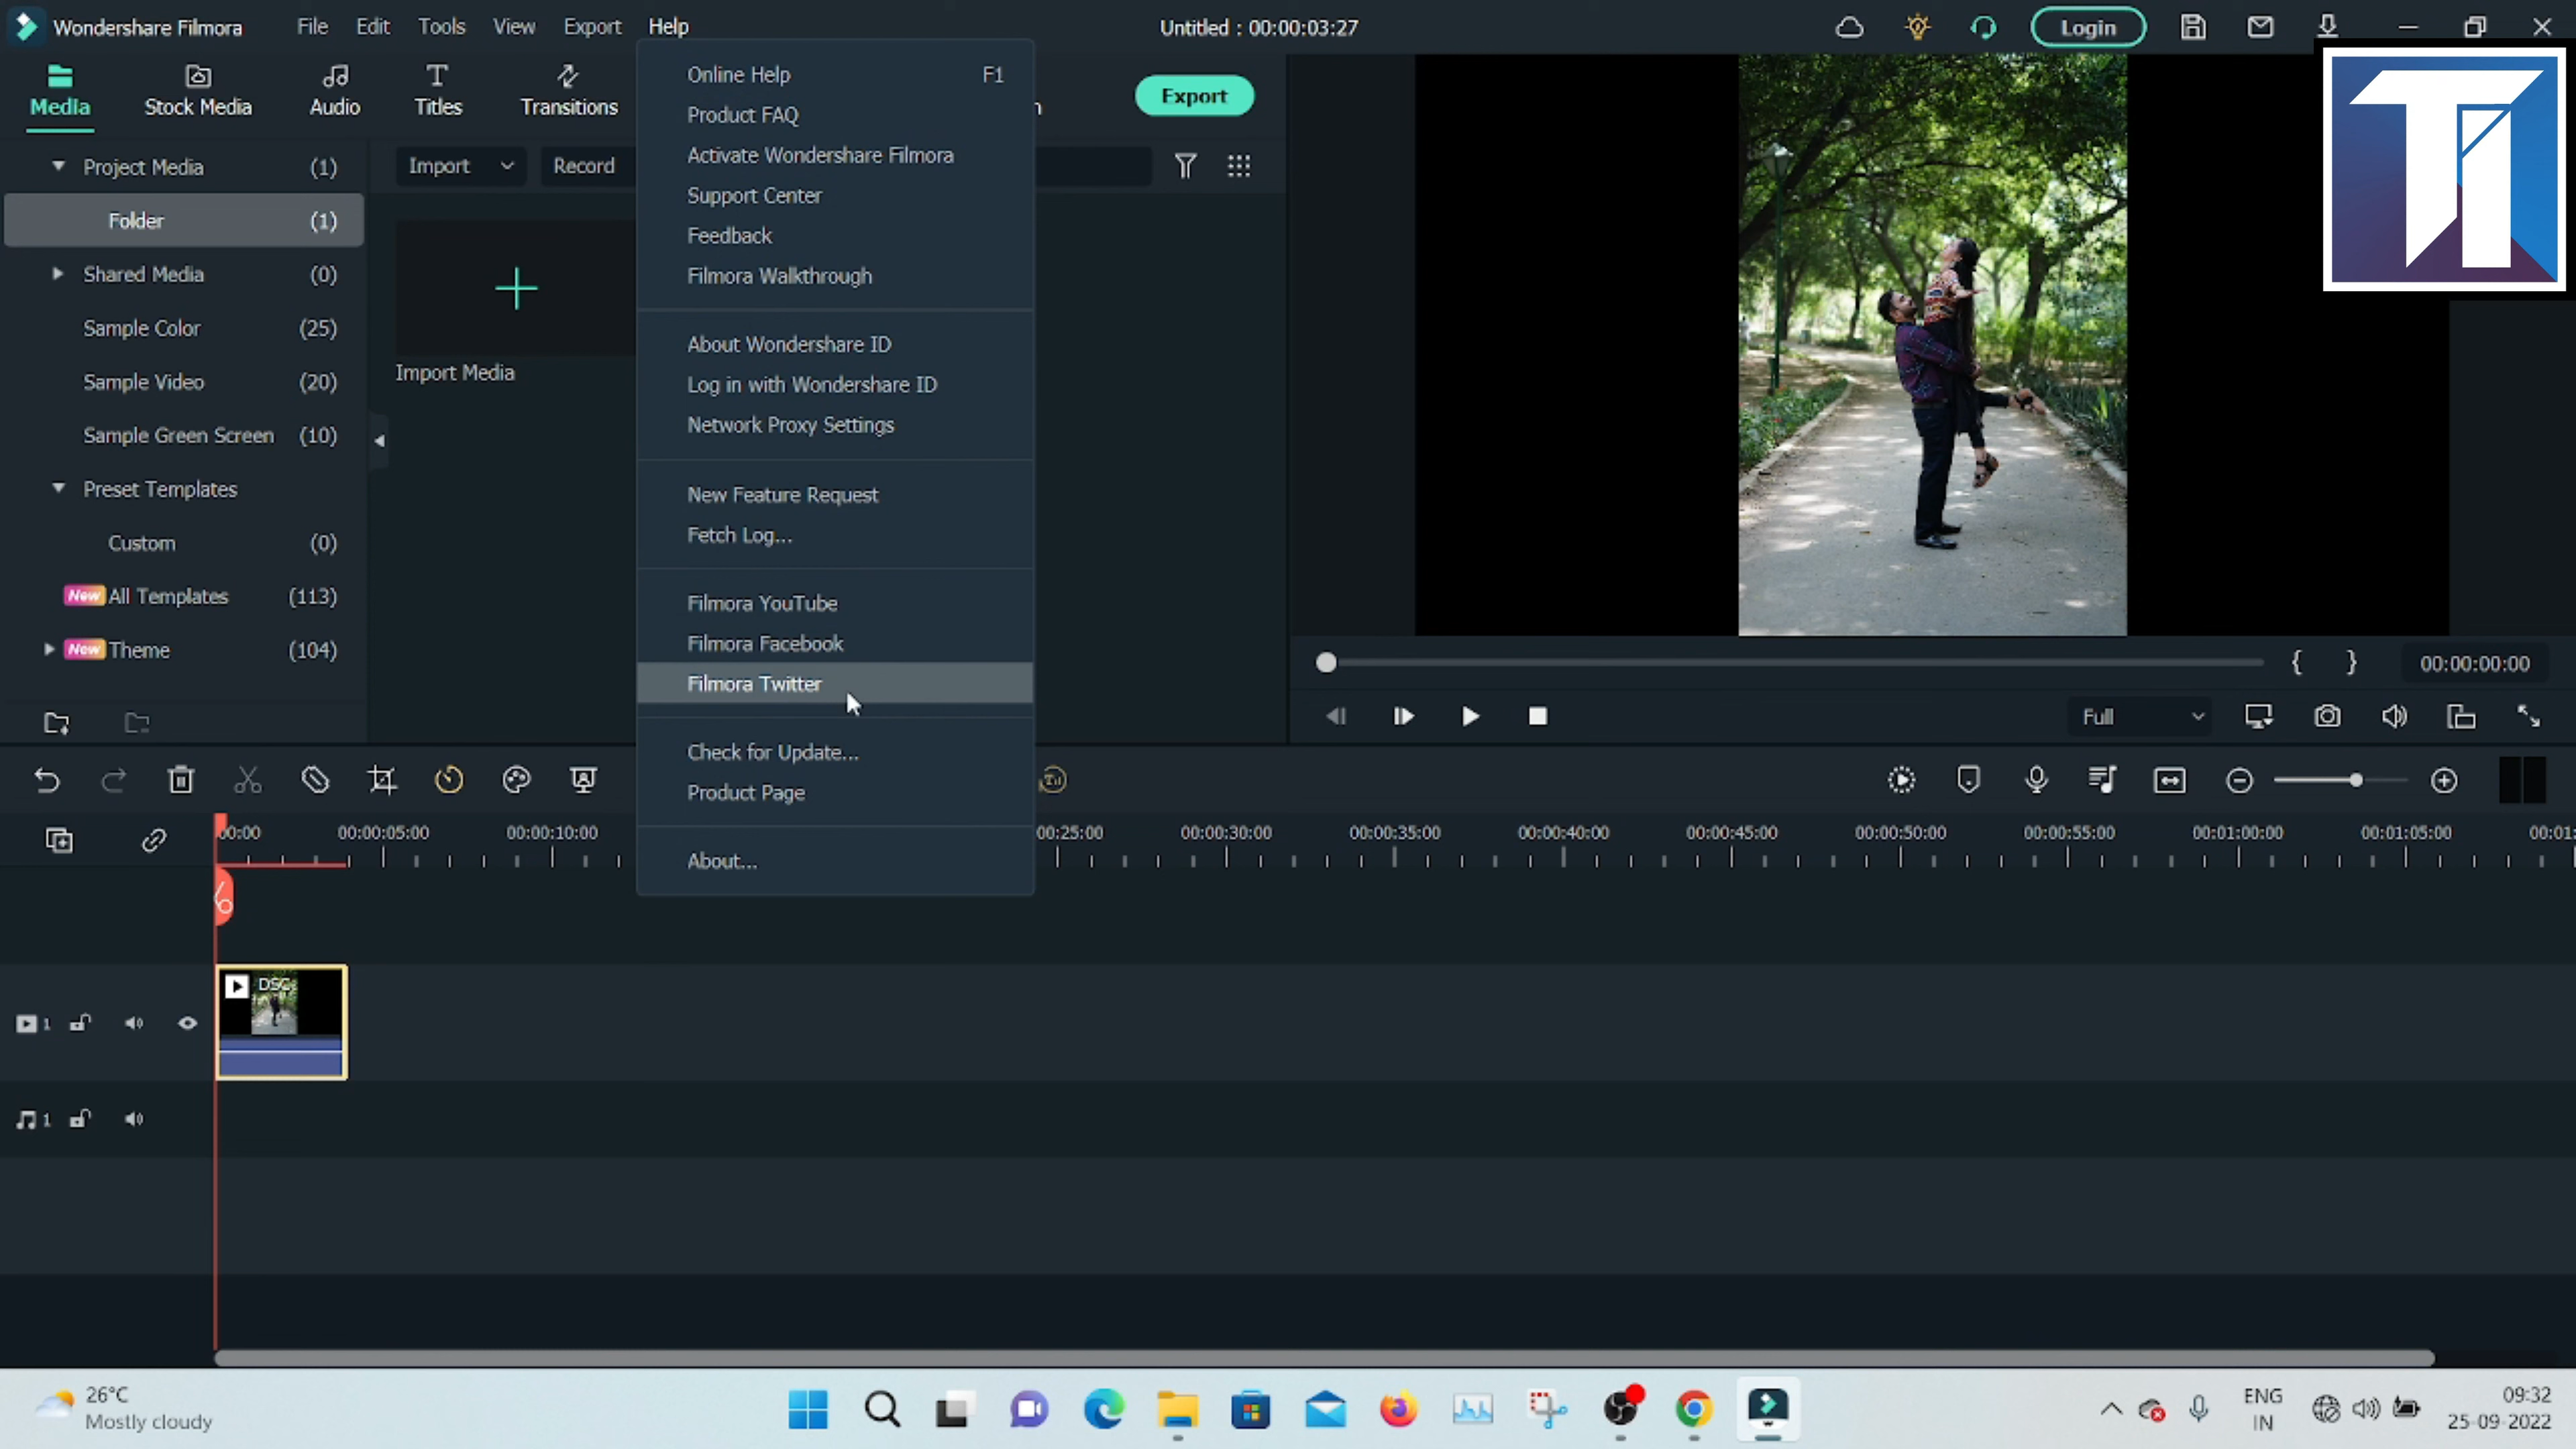 Wondershare Filmora File Edit Tools View Export Help Untitled : 00:00:03:27 Login
Media Stock Media Audio Titles Transitions Export
Project Media (1)
Folder (1)
Shared Media (0)
Sample Color (25)
Sample Video (20)
Sample Green Screen (10)
Preset Templates
Custom (0)
New All Templates (113)
New Theme (104)
Import Record
Import Media
Online Help F1
Product FAQ
Activate Wondershare Filmora
Support Center
Feedback
Filmora Walkthrough
About Wondershare ID
Log in with Wondershare ID
Network Proxy Settings
New Feature Request
Fetch Log...
Filmora YouTube
Filmora Facebook
Filmora Twitter
Check for Update...
Product Page
About...
TI
{ } 00:00:00:00
Full
00:00 00:00:05:00 00:00:10:00 00:25:00 00:00:30:00 00:00:35:00 00:00:40:00 00:00:45:00 00:00:50:00 00:00:55:00 00:01:00:00 00:01:05:00 00:01:
DSC
1
1
26°C
Mostly cloudy
ENG
IN
09:32
25-09-2022